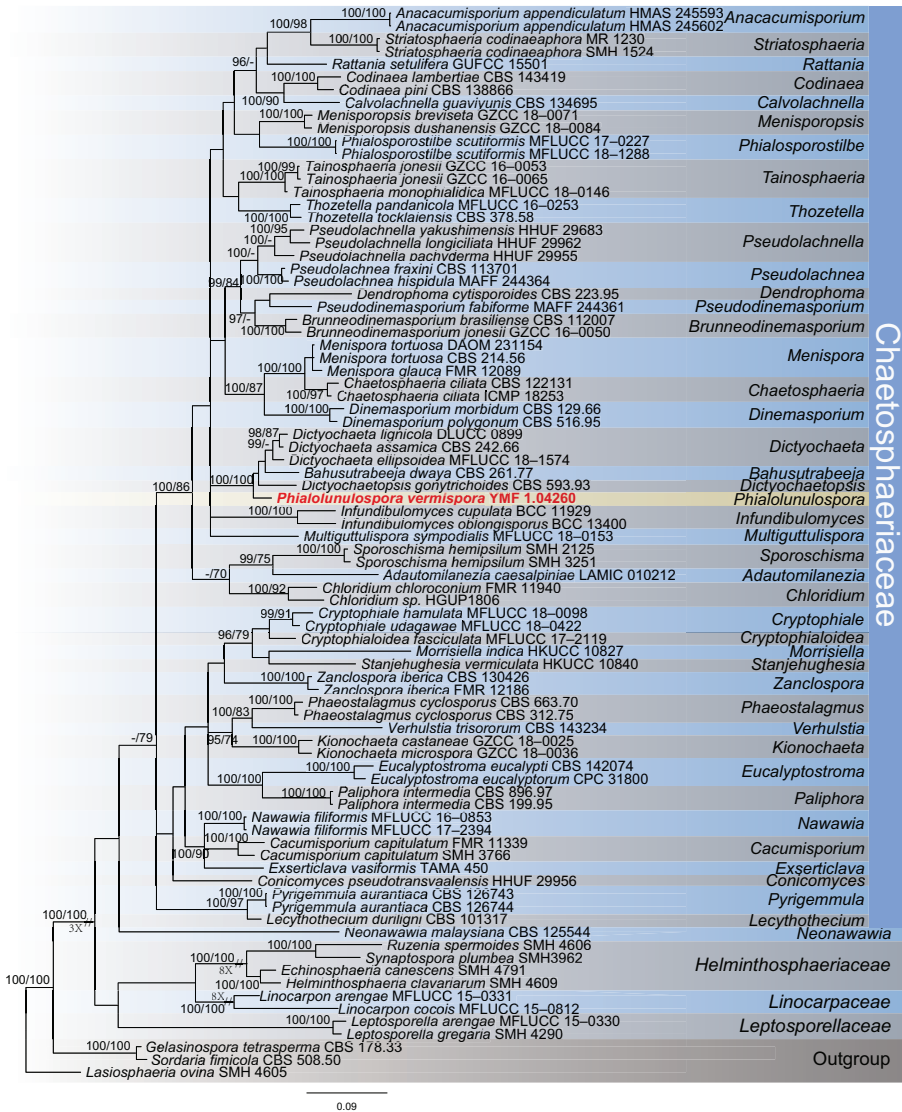 100/100 Anacacumisporium appendiculatum HMAS 245593
Anacacumisporium
100/98 Anacacumisporium appendiculatum HMAS 245602
100/100 Striatosphaeria codinaeaphora MR 1230
Striatosphaeria
Striatosphaeria codinaeaphora SMH 1524
96/- Rattania setulifera GUFCC 15501 Rattania
100/100 Codinaea lambertiae CBS 143419
Codinaea
Codinaea pini CBS 138866
100/90 Calvolachnella guaviyunis CBS 134695 Calvolachnella
100/100 Menisporopsis breviseta GZCC 18–0071
Menisporopsis
Menisporopsis dushanensis GZCC 18–0084
100/100 Phialosporostilbe scutiformis MFLUCC 17–0227
Phialosporostilbe
Phialosporostilbe scutiformis MFLUCC 18–1288
100/99 Tainosphaeria jonesii GZCC 16–0053
100/100 Tainosphaeria jonesii GZCC 16–0065
Tainosphaeria
Tainosphaeria monophialidica MFLUCC 18–0146
Thozetella pandanicola MFLUCC 16–0253
Thozetella
100/100 Thozetella tocklaiensis CBS 378.58
100/95 Pseudolachnella yakushimensis HHUF 29683
100/- Pseudolachnella longiciliata HHUF 29962
Pseudolachnella
100/- Pseudolachnella pachyderma HHUF 29955
Pseudolachnea fraxini CBS 113701
Pseudolachnea
99/84 100/100 Pseudolachnea hispidula MAFF 244364
Dendrophoma cytisporoides CBS 223.95 Dendrophoma
Pseudodinemasporium fabiforme MAFF 244361 Pseudodinemasporium
97/- Brunneodinemasporium brasiliense CBS 112007
Brunneodinemasporium
100/100 Brunneodinemasporium jonesii GZCC 16–0050
Menispora tortuosa DAOM 231154
Menispora tortuosa CBS 214.56
Menispora
100/100 Menispora glauca FMR 12089
Chaetosphaeria ciliata CBS 122131
Chaetosphaeria
100/87 100/97 Chaetosphaeria ciliata ICMP 18253
100/100 Dinemasporium morbidum CBS 129.66
Dinemasporium
Dinemasporium polygonum CBS 516.95
98/87 Dictyochaeta lignicola DLUCC 0899
99/- Dictyochaeta assamica CBS 242.66
Dictyochaeta
Dictyochaeta ellipsoidea MFLUCC 18–1574
Bahusutrabeeja dwaya CBS 261.77 Bahusutrabeeja
100/86 100/100 Dictyochaetopsis gonytrichoides CBS 593.93 Dictyochaetopsis
Phialolunulospora vermispora YMF 1.04260 Phialolunulospora
100/100 Infundibulomyces cupulata BCC 11929
Infundibulomyces
Infundibulomyces oblongisporus BCC 13400
Multiguttulispora sympodialis MFLUCC 18–0153 Multiguttulispora
100/100 Sporoschisma hemipsilum SMH 2125
Sporoschisma
99/75 Sporoschisma hemipsilum SMH 3251
-/70 Adautomilanezia caesalpiniae LAMIC 010212 Adautomilanezia
100/92 Chloridium chloroconium FMR 11940
Chloridium
Chloridium sp. HGUP1806
99/91 Cryptophiale hamulata MFLUCC 18–0098
Cryptophiale
Cryptophiale udagawae MFLUCC 18–0422
96/79 Cryptophialoidea fasciculata MFLUCC 17–2119 Cryptophialoidea
Morrisiella indica HKUCC 10827 Morrisiella
Stanjehughesia vermiculata HKUCC 10840 Stanjehughesia
100/100 Zanclospora iberica CBS 130426
Zanclospora
Zanclospora iberica FMR 12186
100/100 Phaeostalagmus cyclosporus CBS 663.70
Phaeostalagmus
100/83 Phaeostalagmus cyclosporus CBS 312.75
Verhulstia trisororum CBS 143234 Verhulstia
-/79 95/74 100/100 Kionochaeta castaneae GZCC 18–0025
Kionochaeta
Kionochaeta microspora GZCC 18–0036
100/100 Eucalyptostroma eucalypti CBS 142074
Eucalyptostroma
100/100 Eucalyptostroma eucalyptorum CPC 31800
Paliphora intermedia CBS 896.97
Paliphora
100/100 Paliphora intermedia CBS 199.95
100/100 Nawawia filiformis MFLUCC 16–0853
Nawawia
Nawawia filiformis MFLUCC 17–2394
Cacumisporium capitulatum FMR 11339
Cacumisporium
100/90 Cacumisporium capitulatum SMH 3766
Exserticlava vasiformis TAMA 450 Exserticlava
Conicomyces pseudotransvaalensis HHUF 29956 Conicomyces
100/100 Pyrigemmula aurantiaca CBS 126743
Pyrigemmula
100/97 Pyrigemmula aurantiaca CBS 126744
Lecythothecium duriligni CBS 101317 Lecythothecium
100/100
3X
Neonawawia malaysiana CBS 125544 Neonawawia
Chaetosphaeriaceae
100/100 Ruzenia spermoides SMH 4606
100/100 Synaptospora plumbea SMH3962
Helminthosphaeriaceae
8X Echinosphaeria canescens SMH 4791
100/100 Helminthosphaeria clavariarum SMH 4609
8X Linocarpon arengae MFLUCC 15–0331
Linocarpaceae
100/100 Linocarpon cocois MFLUCC 15–0812
100/100 100/100 Leptosporella arengae MFLUCC 15–0330
Leptosporellaceae
Leptosporella gregaria SMH 4290
100/100 Gelasinospora tetrasperma CBS 178.33
Sordaria fimicola CBS 508.50
Outgroup
Lasiosphaeria ovina SMH 4605
0.09